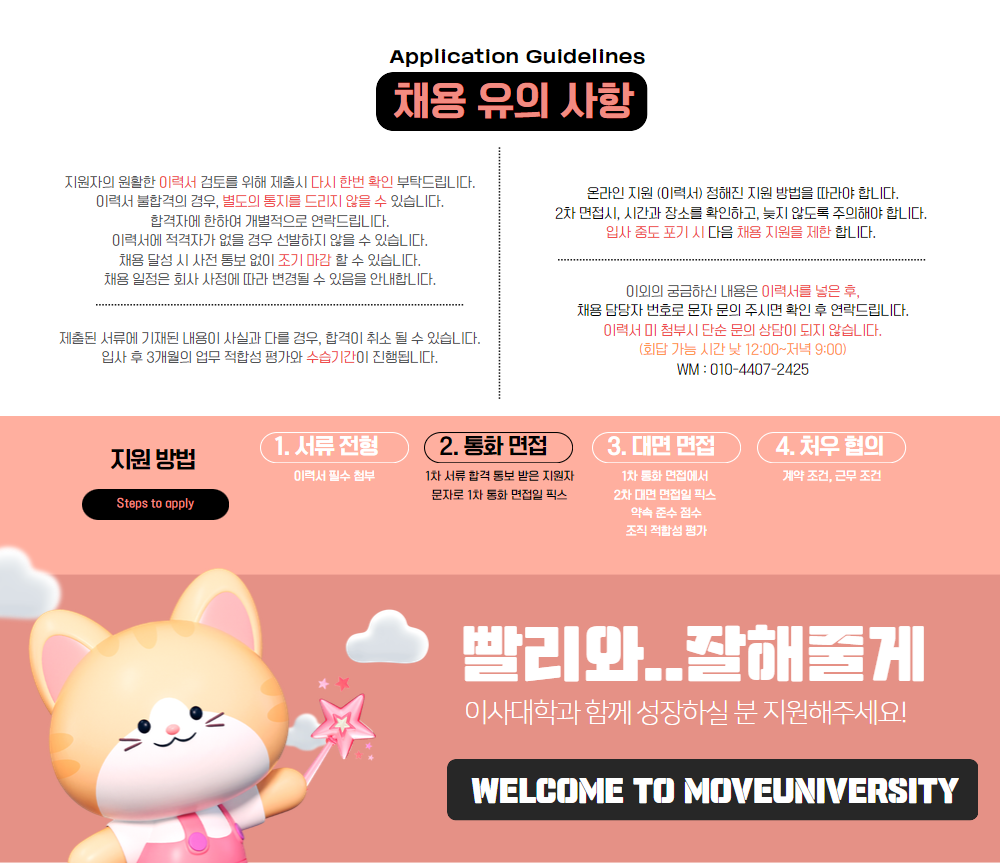 Application Guidelines
채용 유의 사항
지원자의 원활한 이력서 검토를 위해 제출시 다시 한번 확인 부탁드립니다.
이력서 불합격의 경우, 별도의 통지를 드리지 않을 수 있습니다.
합격자에 한하여 개별적으로 연락드립니다.
이력서에 적격자가 없을 경우 선발하지 않을 수 있습니다.
채용 달성 시 사전 통보 없이 조기 마감 할 수 있습니다.
채용 일정은 회사 사정에 따라 변경될 수 있음을 안내합니다.
제출된 서류에 기재된 내용이 사실과 다를 경우, 합격이 취소 될 수 있습니다.
입사 후 3개월의 업무 적합성 평가와 수습기간이 진행됩니다.
온라인 지원 (이력서) 정해진 지원 방법을 따라야 합니다.
2차 면접시, 시간과 장소를 확인하고, 늦지 않도록 주의해야 합니다.
입사 중도 포기 시 다음 채용 지원을 제한 합니다.
이외의 궁금하신 내용은 이력서를 넣은 후,
채용 담당자 번호로 문자 문의 주시면 확인 후 연락드립니다.
이력서 미 첨부시 단순 문의 상담이 되지 않습니다.
(회답 가능 시간 낮 12:00~저녁 9:00)
WM : 010-4407-2425
지원 방법
Steps to apply
1. 서류 전형
이력서 필수 첨부
2. 통화 면접
1차 서류 합격 통보 받은 지원자
문자로 1차 통화 면접일 픽스
3. 대면 면접
1차 통화 면접에서
2차 대면 면접일 픽스
약속 준수 점수
조직 적합성 평가
4. 처우 협의
계약 조건, 근무 조건
빨리와..잘해줄게
이사대학과 함께 성장하실 분 지원해주세요!
WELCOME TO MOVEUNIVERSITY